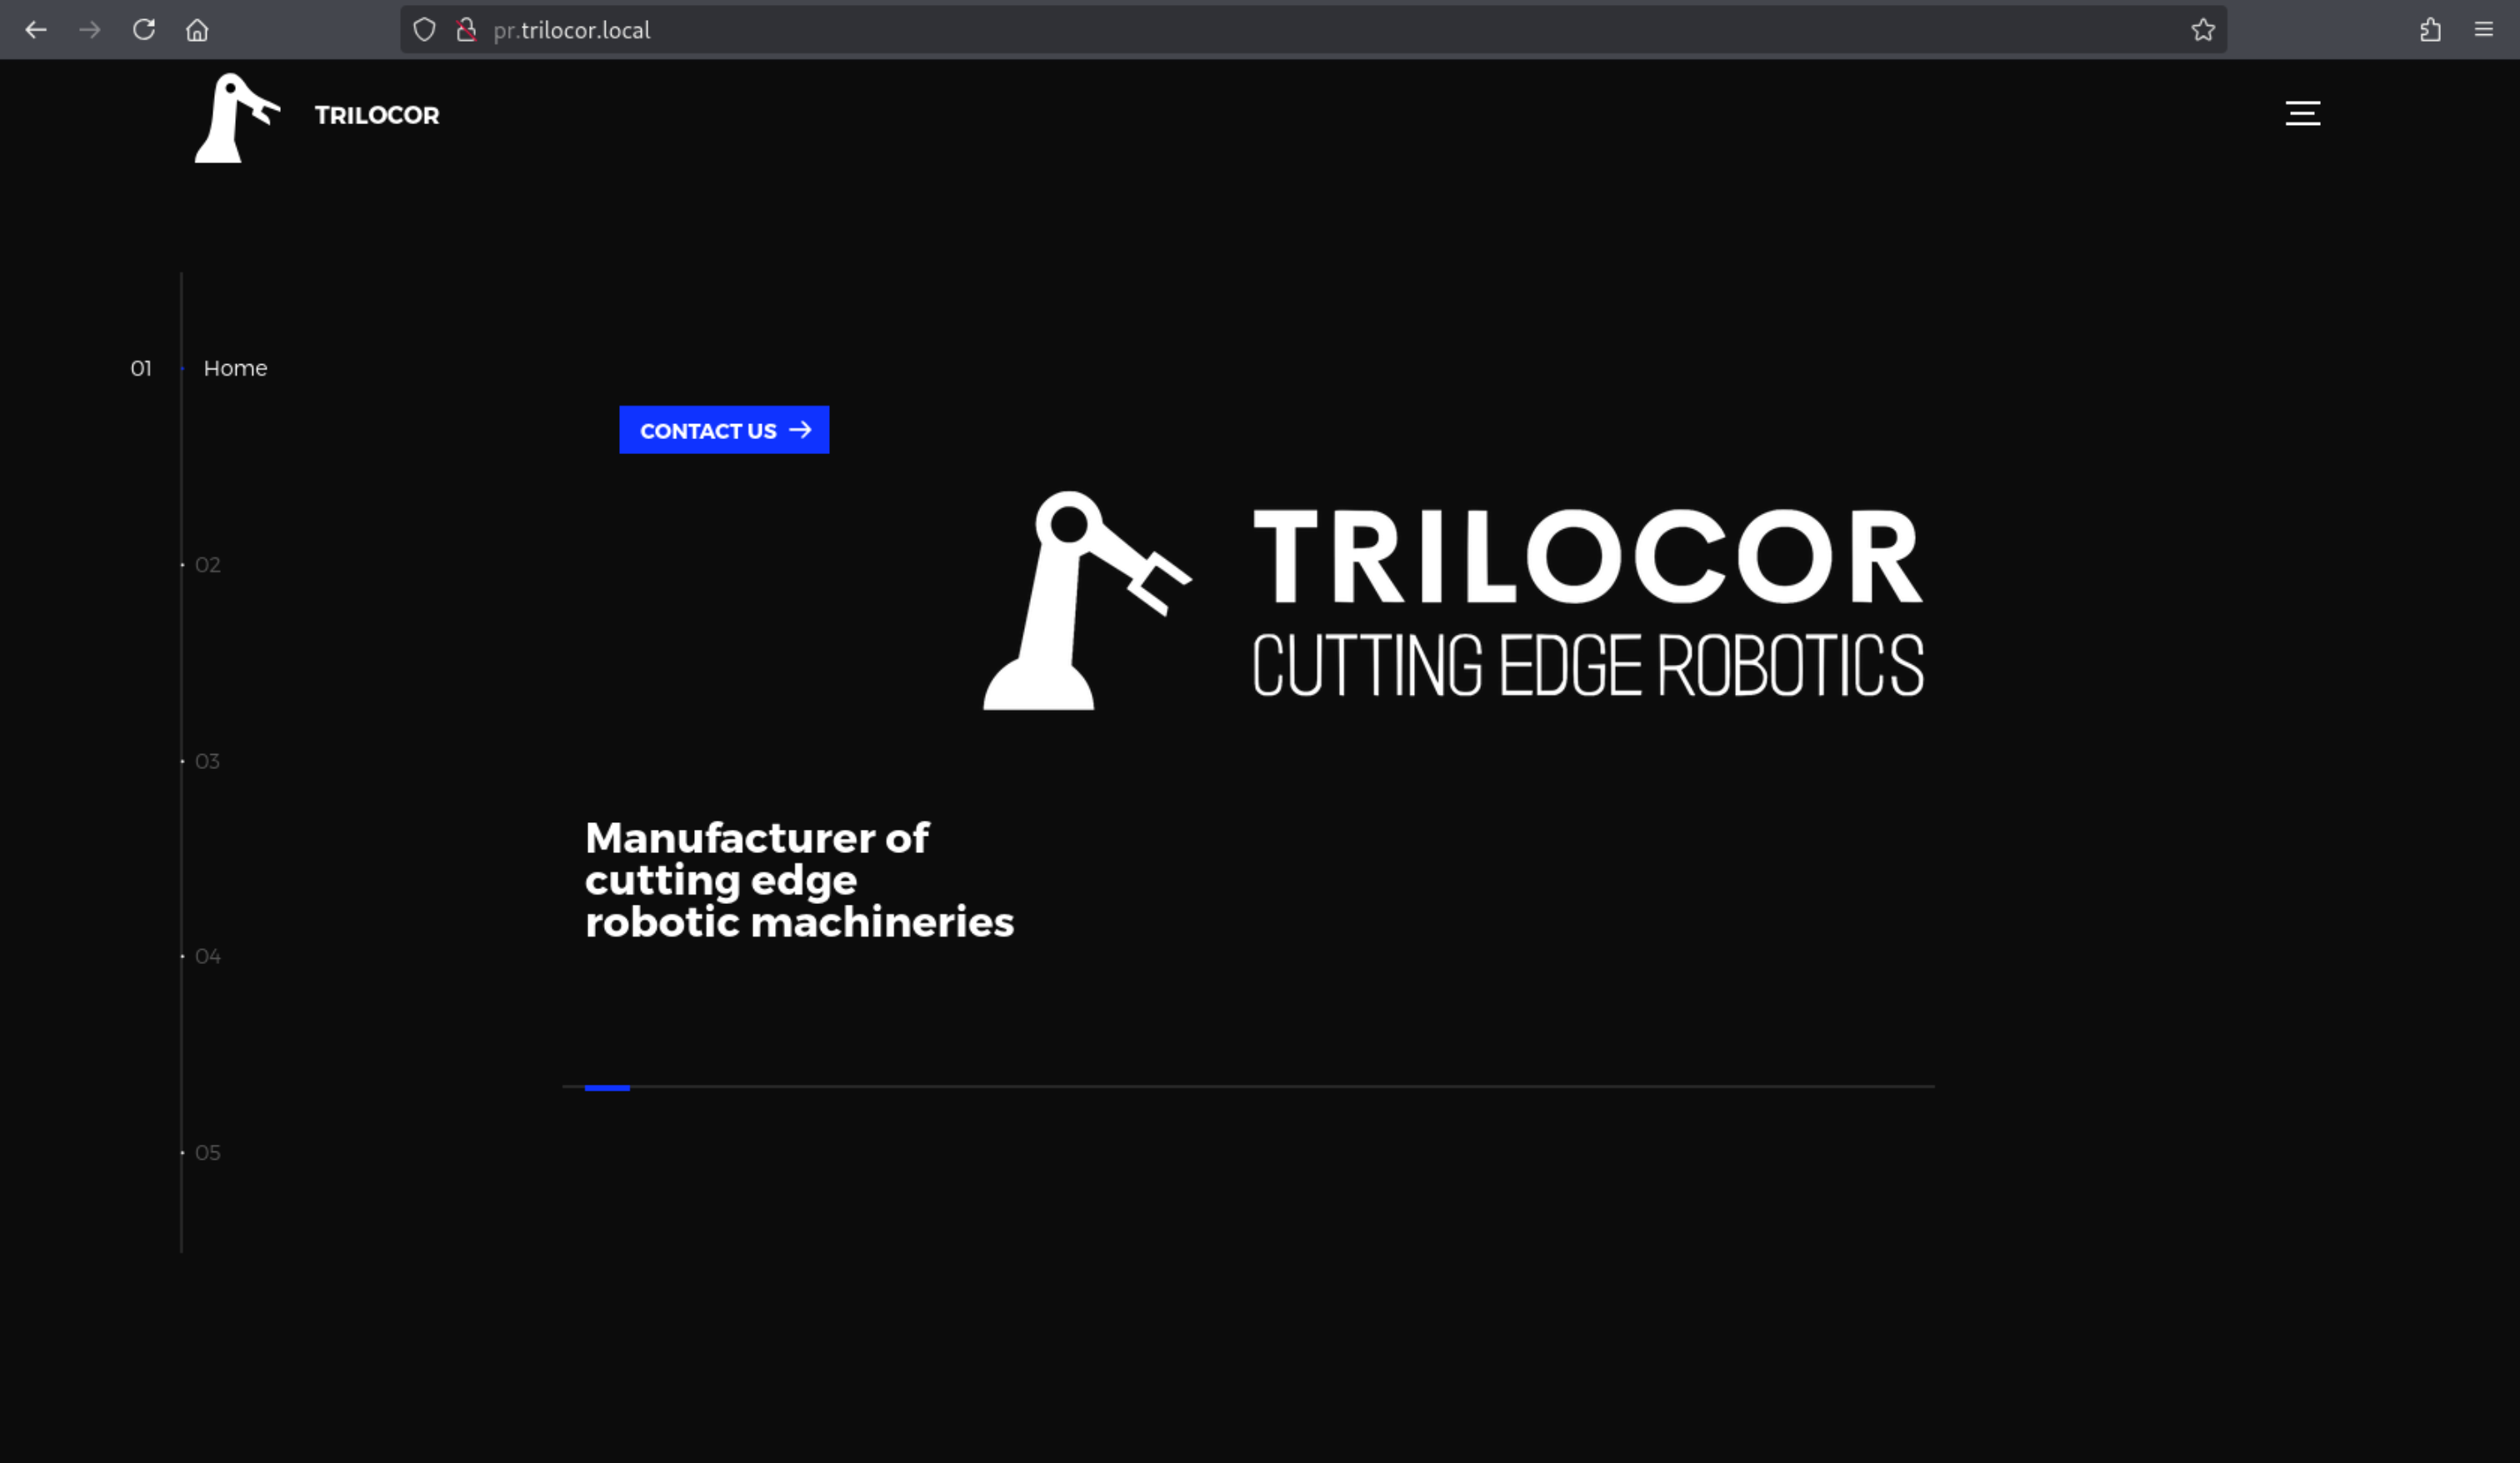 pr.trilocor.local
TRILOCOR
01 Home
CONTACT US
TRILOCOR
CUTTING EDGE ROBOTICS
02
03
Manufacturer of
cutting edge
robotic machineries
04
05